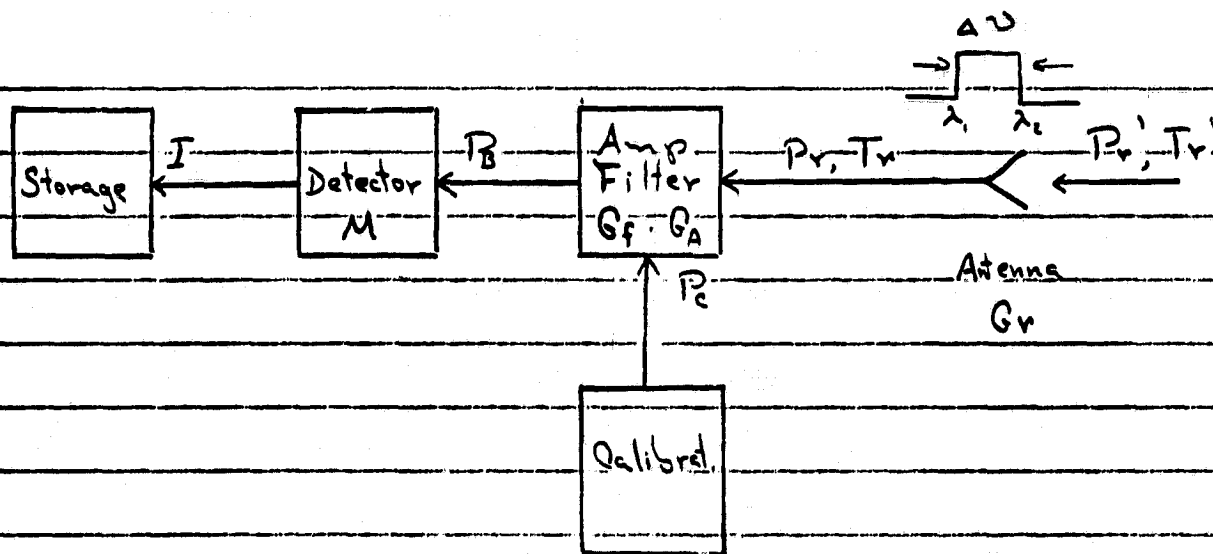 Δν
λ₁ λ₂
Storage
I
Detector
M
P_B
Amp
Filter
G_f · G_A
P_r, T_r
P_r', T_r'
Antenna
G_r
P_c
Calibrat.